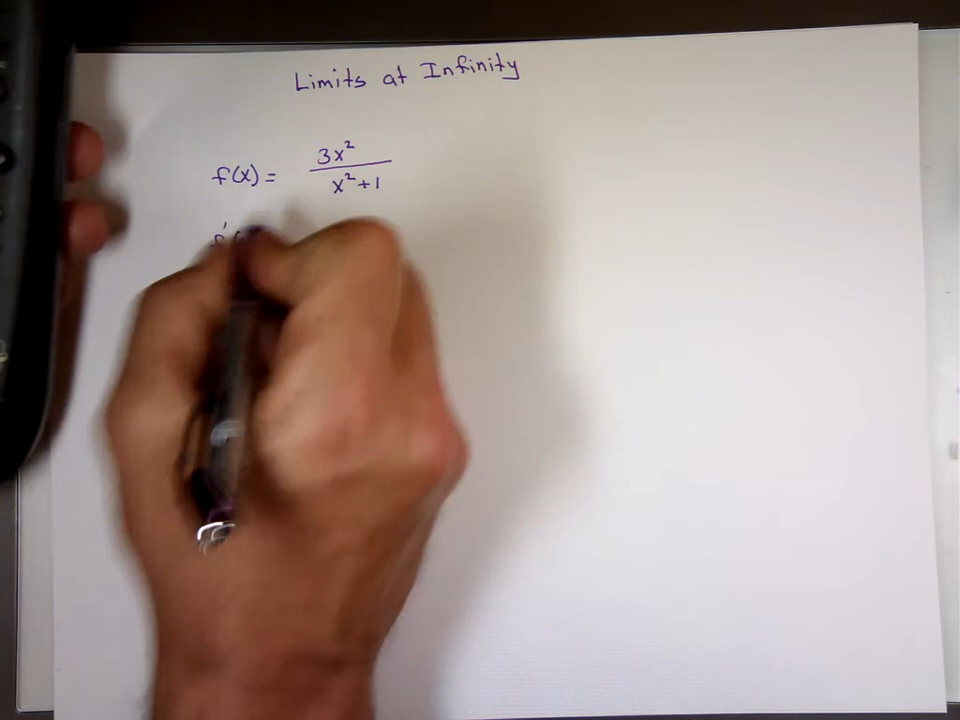 Limits at Infinity
f(x) = 3x² / x²+1
f'(